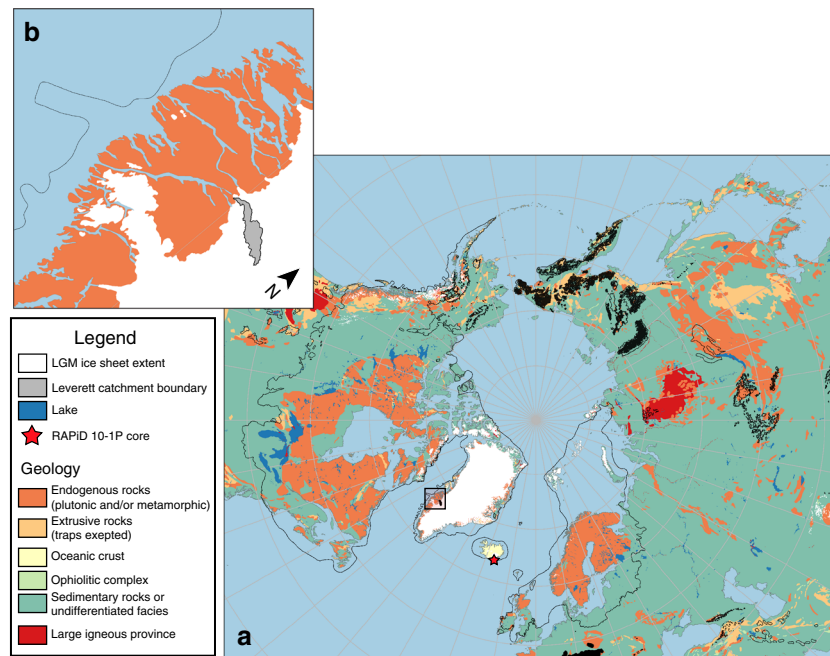 b
N
Legend
LGM ice sheet extent
Leverett catchment boundary
Lake
RAPiD 10-1P core
Geology
Endogenous rocks
(plutonic and/or metamorphic)
Extrusive rocks
(traps exepted)
Oceanic crust
Ophiolitic complex
Sedimentary rocks or
undifferentiated facies
Large igneous province
a